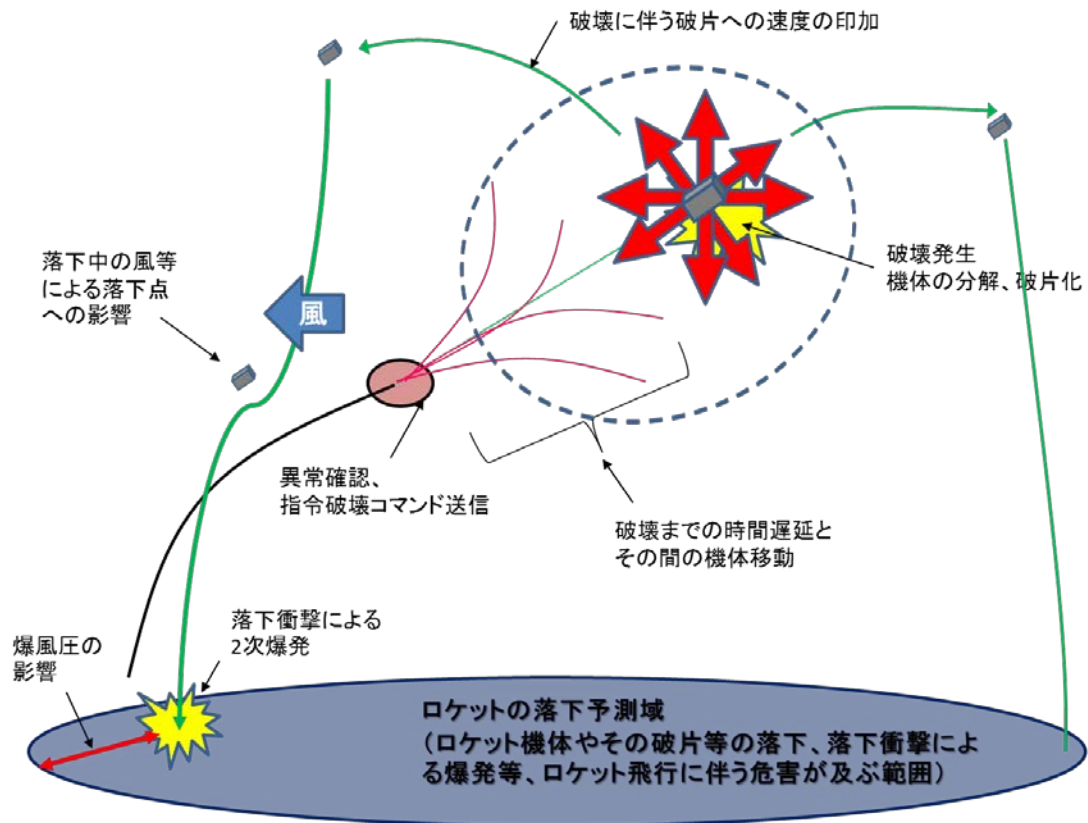 破壊に伴う破片への速度の印加
破壊発生
機体の分解、破片化
落下中の風等
による落下点
への影響
風
異常確認、
指令破壊コマンド送信
破壊までの時間遅延と
その間の機体移動
落下衝撃による
2次爆発
爆風圧の
影響
ロケットの落下予測域
(ロケット機体やその破片等の落下、落下衝撃によ
る爆発等、ロケット飛行に伴う危害が及ぶ範囲)